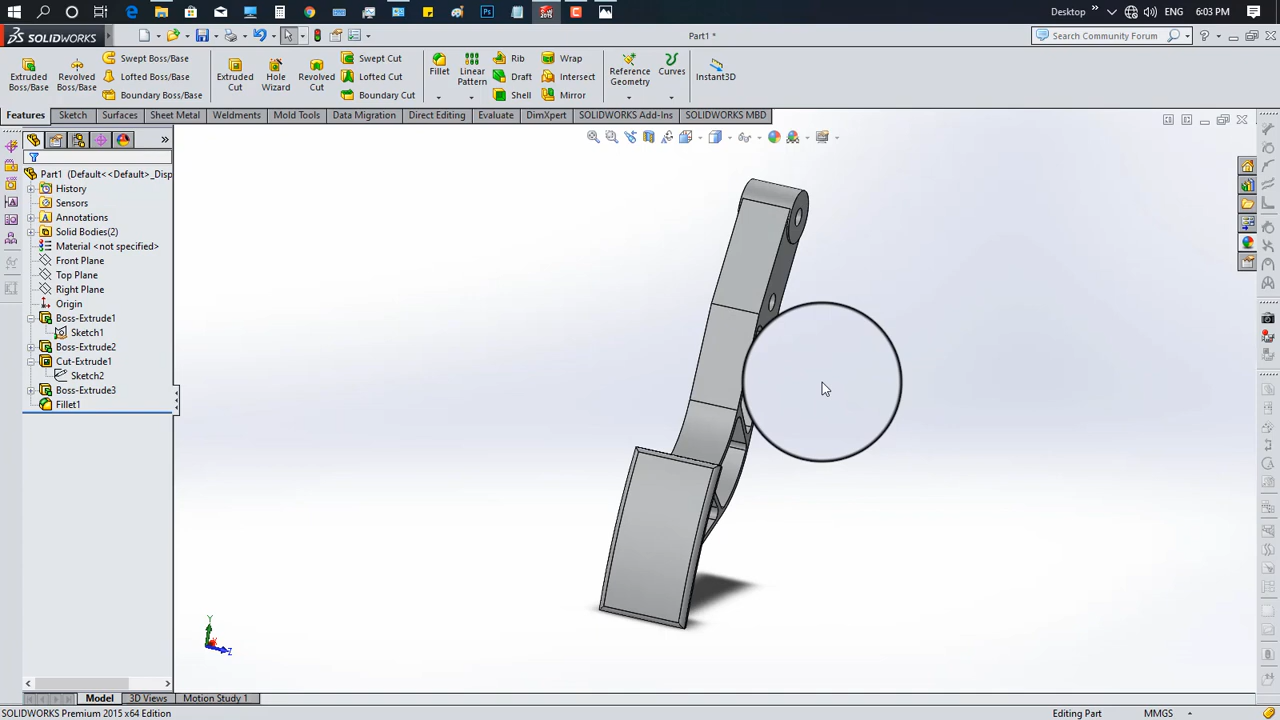 ENG 6:03 PM
Desktop
SOLIDWORKS
Part1 *
Search Community Forum
Extruded Boss/Base
Revolved Boss/Base
Swept Boss/Base
Lofted Boss/Base
Boundary Boss/Base
Extruded Cut
Hole Wizard
Revolved Cut
Swept Cut
Lofted Cut
Boundary Cut
Fillet
Linear Pattern
Rib
Draft
Shell
Wrap
Intersect
Mirror
Reference Geometry
Curves
Instant3D
Features Sketch Surfaces Sheet Metal Weldments Mold Tools Data Migration Direct Editing Evaluate DimXpert SOLIDWORKS Add-Ins SOLIDWORKS MBD
Part1 (Default<<Default>_Disp
History
Sensors
Annotations
Solid Bodies(2)
Material <not specified>
Front Plane
Top Plane
Right Plane
Origin
Boss-Extrude1
Sketch1
Boss-Extrude2
Cut-Extrude1
Sketch2
Boss-Extrude3
Fillet1
Y
Z
Model 3D Views Motion Study 1
SOLIDWORKS Premium 2015 x64 Edition
Editing Part
MMGS